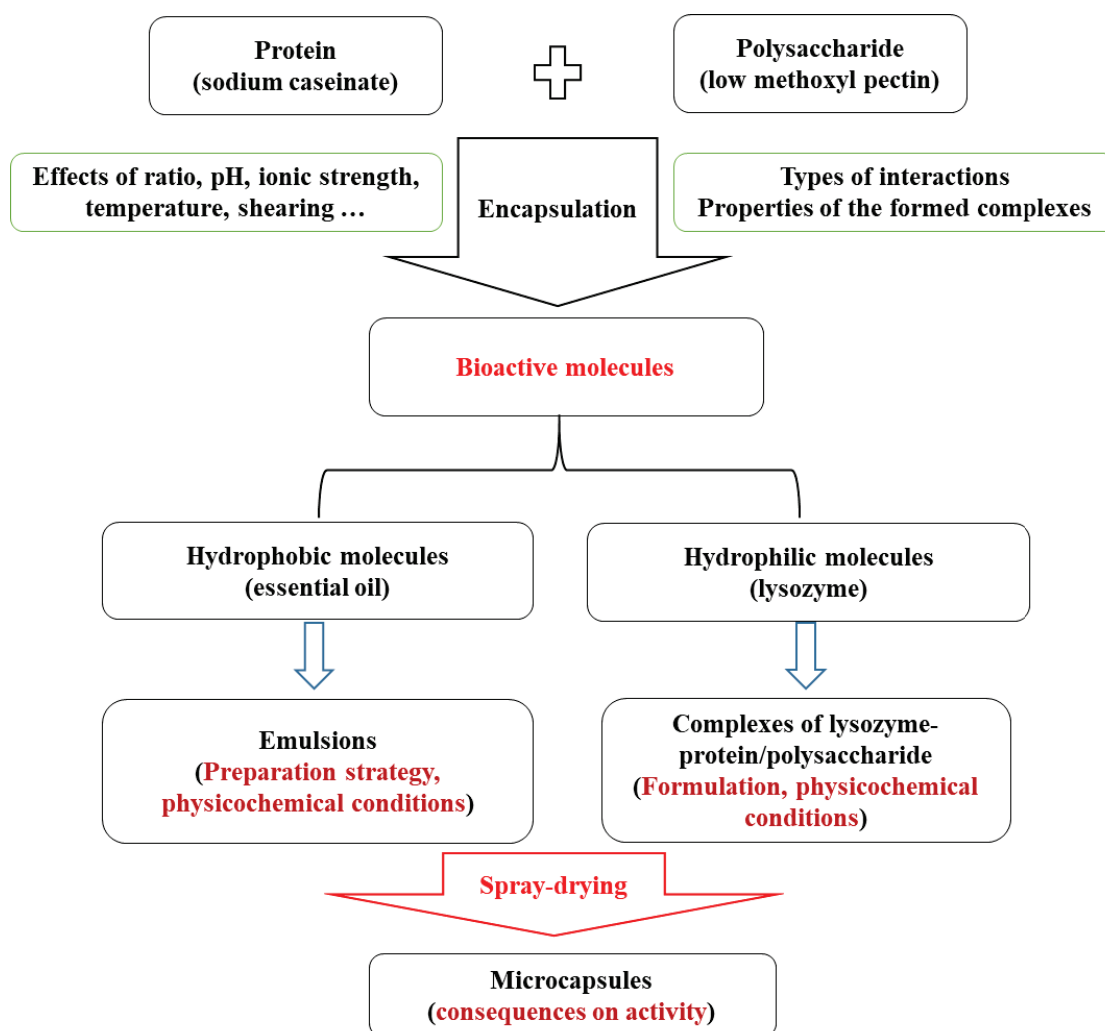 Protein
(sodium caseinate)
Polysaccharide
(low methoxyl pectin)
Effects of ratio, pH, ionic strength,
temperature, shearing ...
Encapsulation
Types of interactions
Properties of the formed complexes
Bioactive molecules
Hydrophobic molecules
(essential oil)
Hydrophilic molecules
(lysozyme)
Emulsions
(Preparation strategy,
physicochemical conditions)
Complexes of lysozyme-
protein/polysaccharide
(Formulation, physicochemical
conditions)
Spray-drying
Microcapsules
(consequences on activity)